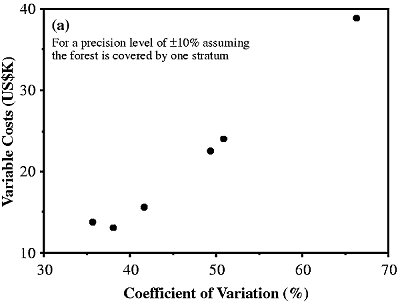 40
30
20
10
Variable Costs (US$K)
(a)
For a precision level of ±10% assuming
the forest is covered by one stratum
30 40 50 60 70
Coefficient of Variation (%)